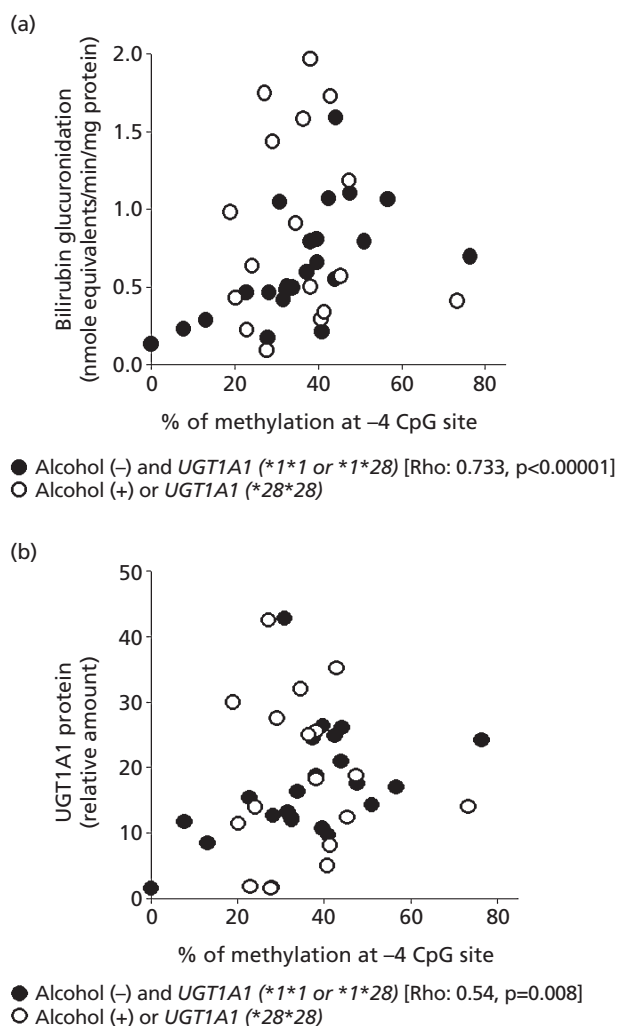 (a)
Bilirubin glucuronidation
(nmole equivalents/min/mg protein)
2.0
1.5
1.0
0.5
0.0
0 20 40 60 80
% of methylation at –4 CpG site
● Alcohol (–) and UGT1A1 (*1*1 or *1*28) [Rho: 0.733, p<0.00001]
○ Alcohol (+) or UGT1A1 (*28*28)
(b)
UGT1A1 protein
(relative amount)
50
40
30
20
10
0
0 20 40 60 80
% of methylation at –4 CpG site
● Alcohol (–) and UGT1A1 (*1*1 or *1*28) [Rho: 0.54, p=0.008]
○ Alcohol (+) or UGT1A1 (*28*28)